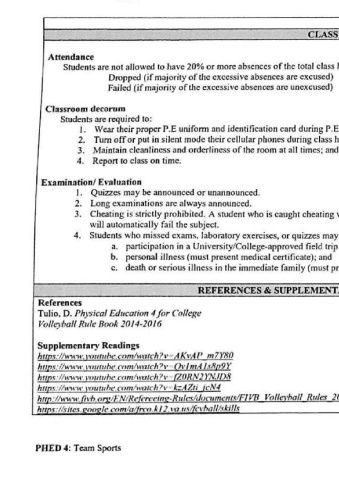 CLASS
Attendance
Students are not allowed to have 20% or more absences of the total class
Dropped (if majority of the excessive absences are excused)
Failed (if majority of the excessive absences are unexcused)
Classroom decorum
Students are required to:
1. Wear their proper P.E uniform and identification card during P.E
2. Turn off or put in silent mode their cellular phones during class h
3. Maintain cleanliness and orderliness of the room at all times; and
4. Report to class on time.
Examination/ Evaluation
1. Quizzes may be announced or unannounced.
2. Long examinations are always announced.
3. Cheating is strictly prohibited. A student who is caught cheating
will automatically fail the subject.
4. Students who missed exams, laboratory exercises, or quizzes may
a. participation in a University/College-approved field trip
b. personal illness (must present medical certificate); and
c. death or serious illness in the immediate family (must pr
REFERENCES & SUPPLEMENT
References
Tulio, D. Physical Education 4 for College
Volleyball Rule Book 2014-2016
Supplementary Readings
https://www.youtube.com/watch?v=AKvAP_m7Y80
https://www.youtube.com/watch?v=Qv1mA1s8p9Y
https://www.youtube.com/watch?v=fZ0RN2YNJD8
https://www.youtube.com/watch?v=kzAZti_jcN4
http://www.fivb.org/EN/Refereeing-Rules/documents/FIVB_Volleyball_Rules_20
https://sites.google.com/a/frco.k12.va.us/fcvball/skills
PHED 4: Team Sports